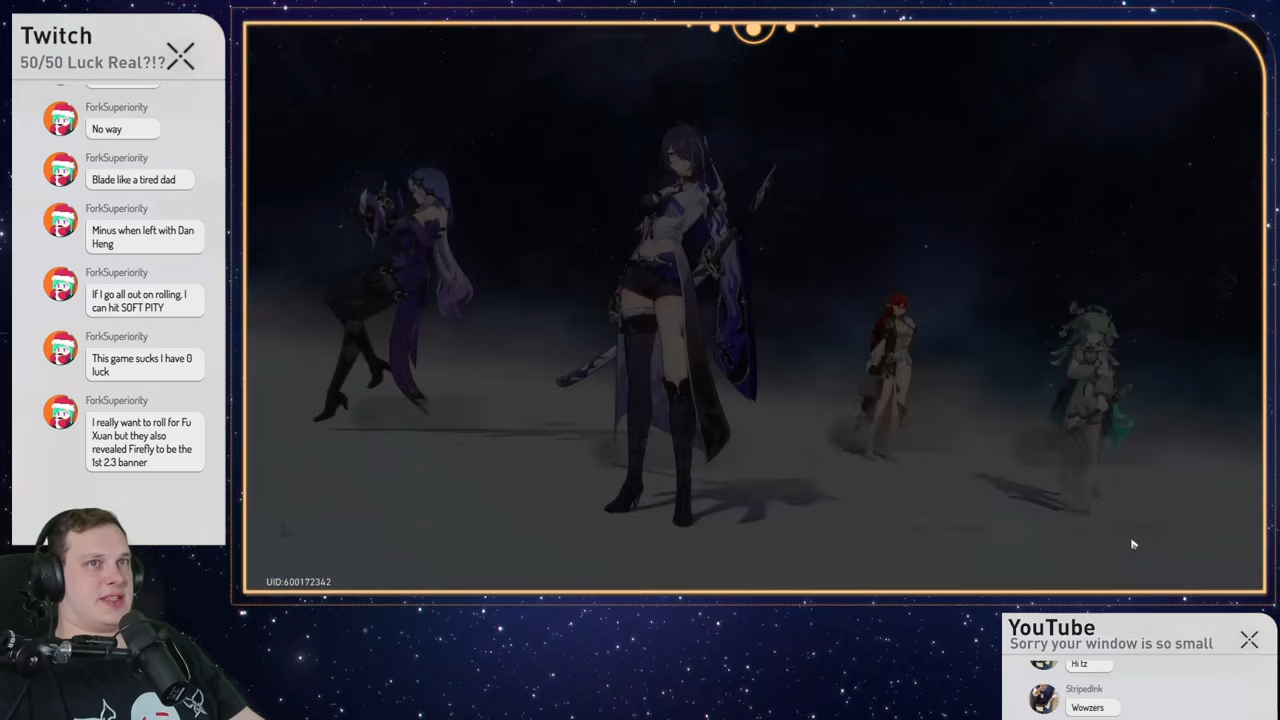 Twitch
50/50 Luck Real?!?
ForkSuperiority
No way
ForkSuperiority
Blade like a tired dad
ForkSuperiority
Minus when left with Dan
Heng
ForkSuperiority
If I go all out on rolling, I
can hit SOFT PITY
ForkSuperiority
This game sucks I have 0
luck
ForkSuperiority
I really want to roll for Fu
Xuan but they also
revealed Firefly to be the
1st 2.3 banner
UID:600172342
YouTube
Sorry your window is so small
Hi tz
StripedInk
Wowzers